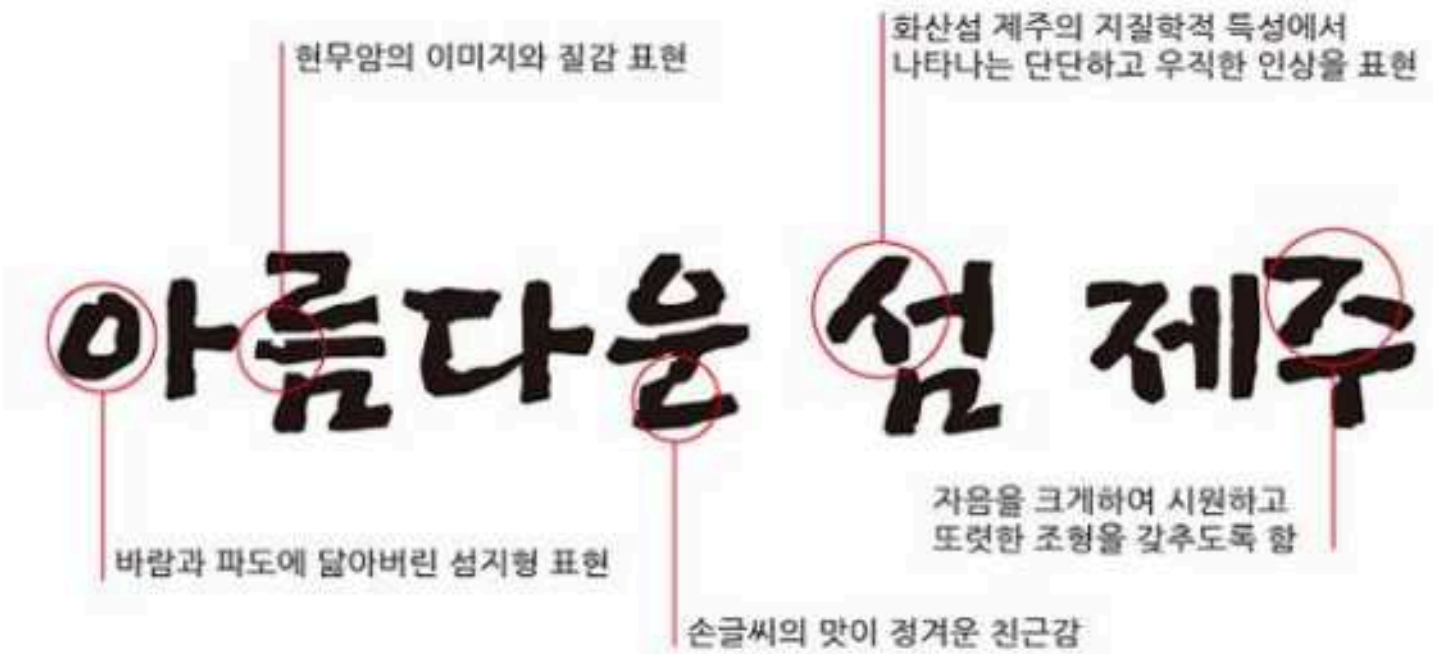 현무암의 이미지와 질감 표현
화산섬 제주의 지질학적 특성에서
나타나는 단단하고 우직한 인상을 표현
아름다운 섬 제주
자음을 크게하여 시원하고
또렷한 조형을 갖추도록 함
바람과 파도에 닳아버린 섬지형 표현
손글씨의 맛이 정겨운 친근감